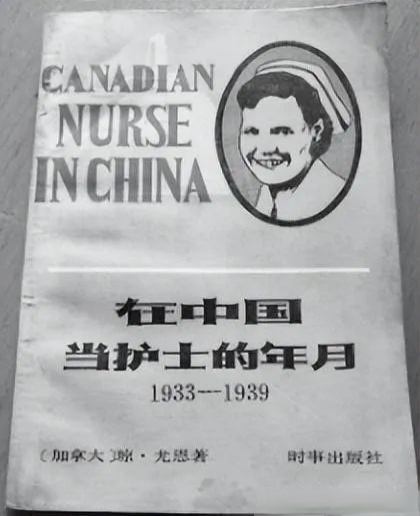 CANADIAN
NURSE
IN CHINA
在中国
当护士的年月
1933—1939
〔加拿大〕琼·尤恩著
时事出版社